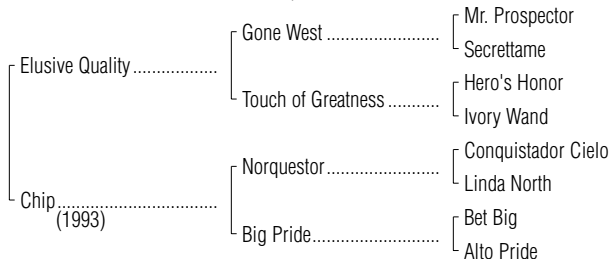 Mr. Prospector
Gone West ......................
Secrettame
Elusive Quality .................
Hero's Honor
Touch of Greatness ..........
Ivory Wand
Conquistador Cielo
Norquestor......................
Linda North
Chip................................
(1993)
Bet Big
Big Pride.........................
Alto Pride